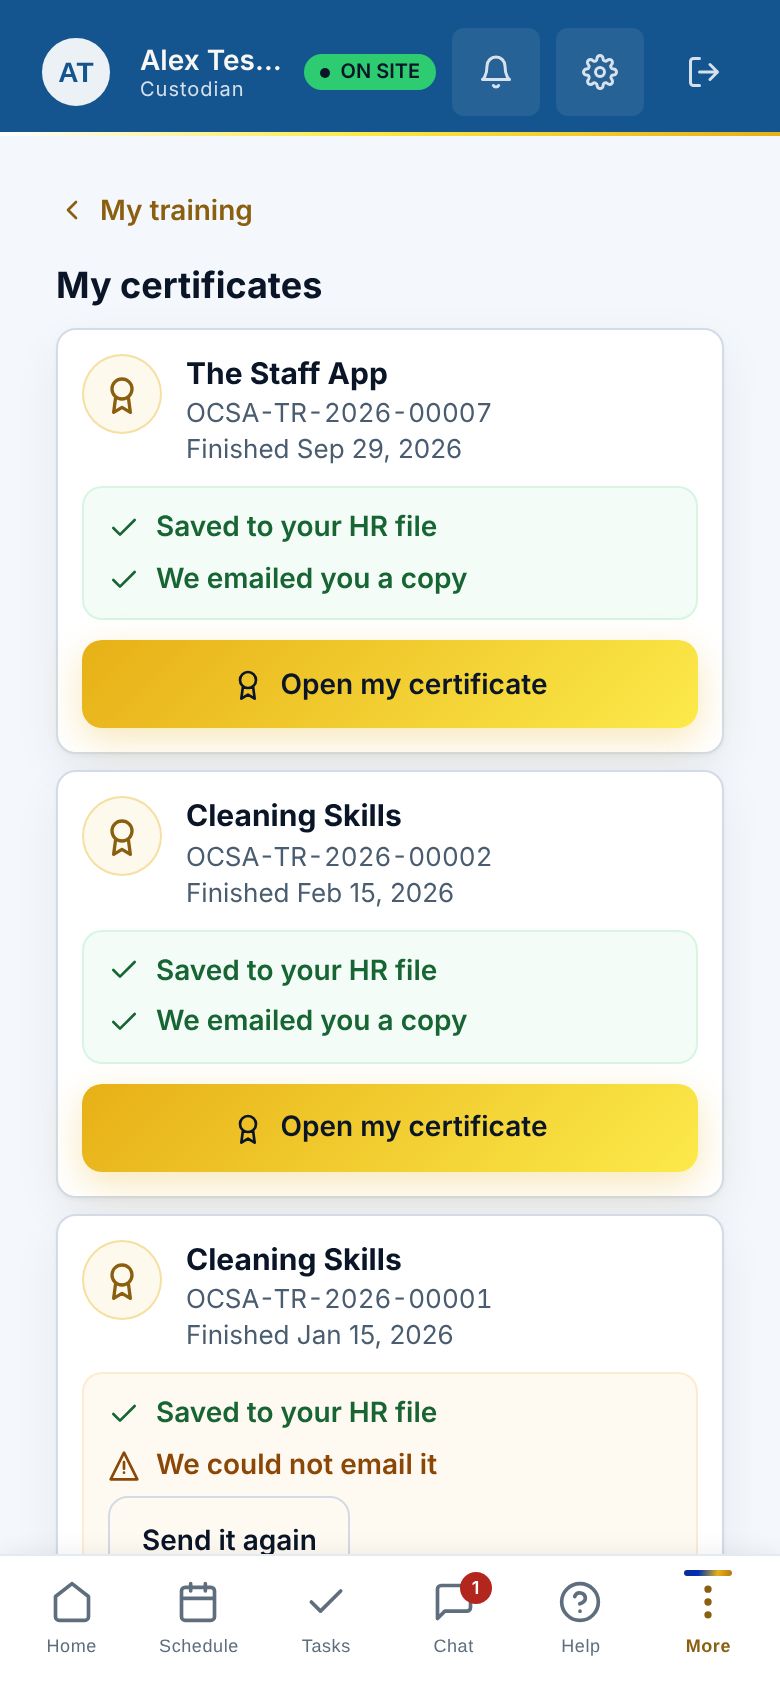 AT
Alex Tes...
Custodian
ON SITE
My training
My certificates
The Staff App
OCSA-TR-2026-00007
Finished Sep 29, 2026
Saved to your HR file
We emailed you a copy
Open my certificate
Cleaning Skills
OCSA-TR-2026-00002
Finished Feb 15, 2026
Saved to your HR file
We emailed you a copy
Open my certificate
Cleaning Skills
OCSA-TR-2026-00001
Finished Jan 15, 2026
Saved to your HR file
We could not email it
Send it again
1
Home
Schedule
Tasks
Chat
Help
More